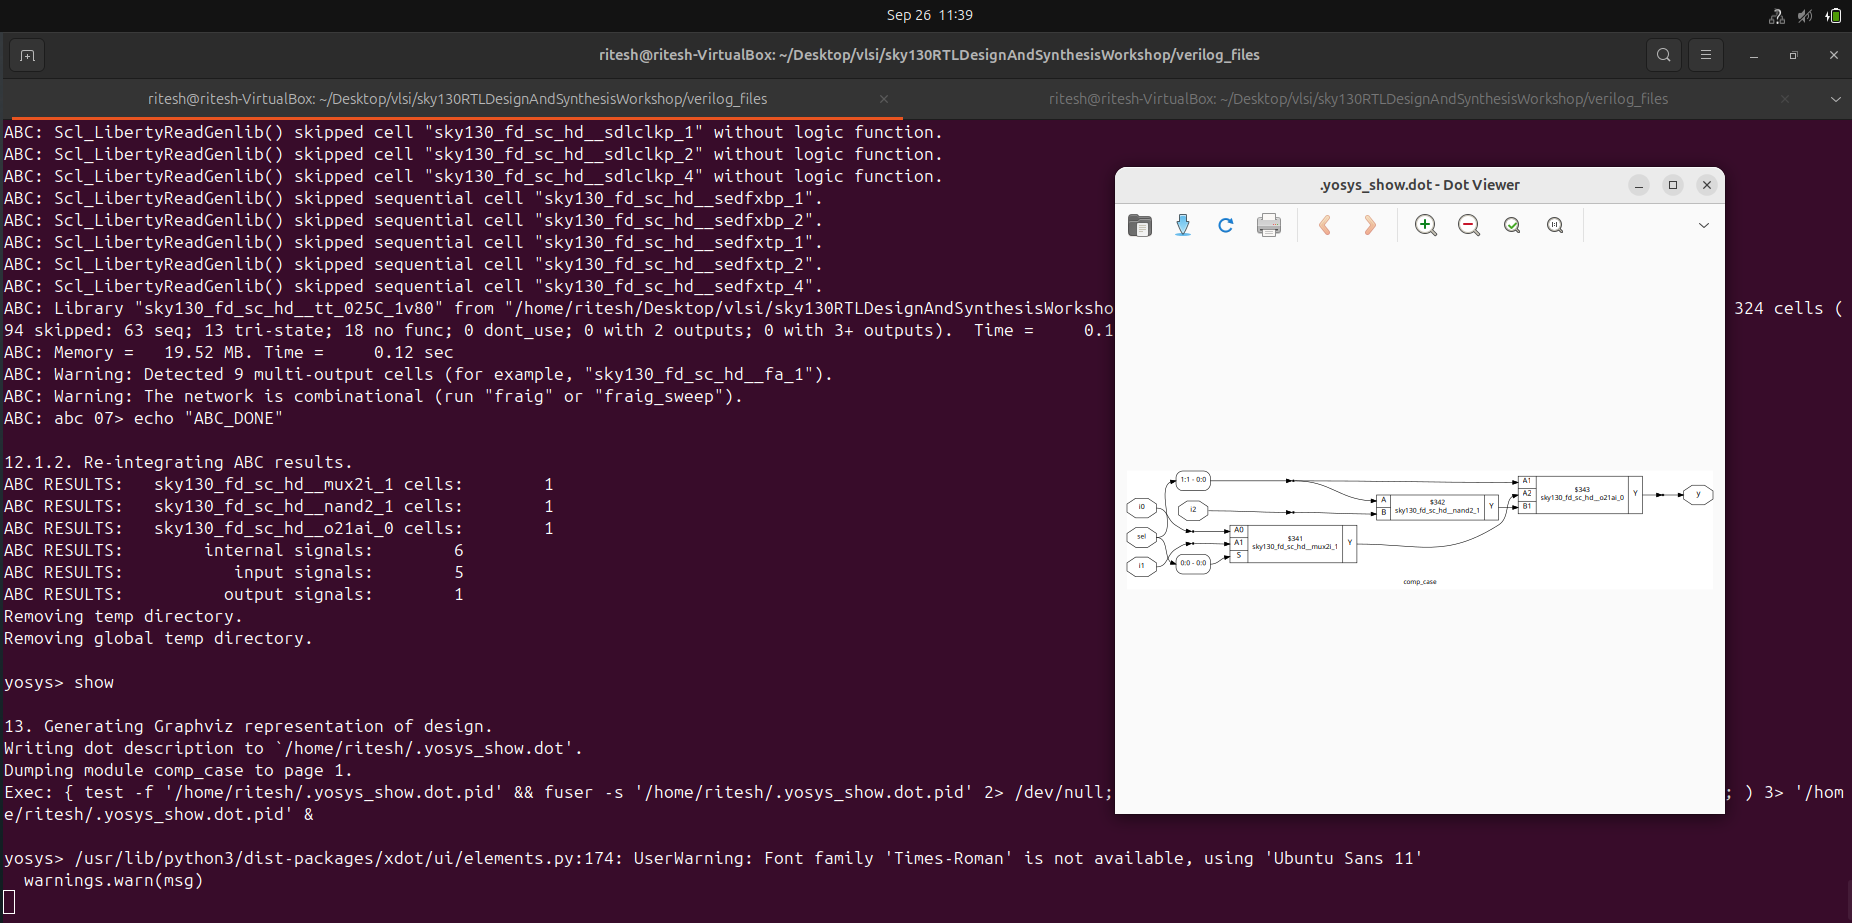 Sep 26 11:39
ritesh@ritesh-VirtualBox: ~/Desktop/vlsi/sky130RTLDesignAndSynthesisWorkshop/verilog_files
ritesh@ritesh-VirtualBox: ~/Desktop/vlsi/sky130RTLDesignAndSynthesisWorkshop/verilog_files
ritesh@ritesh-VirtualBox: ~/Desktop/vlsi/sky130RTLDesignAndSynthesisWorkshop/verilog_files
ABC: Scl_LibertyReadGenlib() skipped cell "sky130_fd_sc_hd__sdlclkp_1" without logic function.
ABC: Scl_LibertyReadGenlib() skipped cell "sky130_fd_sc_hd__sdlclkp_2" without logic function.
ABC: Scl_LibertyReadGenlib() skipped cell "sky130_fd_sc_hd__sdlclkp_4" without logic function.
ABC: Scl_LibertyReadGenlib() skipped sequential cell "sky130_fd_sc_hd__sedfxbp_1".
ABC: Scl_LibertyReadGenlib() skipped sequential cell "sky130_fd_sc_hd__sedfxbp_2".
ABC: Scl_LibertyReadGenlib() skipped sequential cell "sky130_fd_sc_hd__sedfxtp_1".
ABC: Scl_LibertyReadGenlib() skipped sequential cell "sky130_fd_sc_hd__sedfxtp_2".
ABC: Scl_LibertyReadGenlib() skipped sequential cell "sky130_fd_sc_hd__sedfxtp_4".
ABC: Library "sky130_fd_sc_hd__tt_025C_1v80" from "/home/ritesh/Desktop/vlsi/sky130RTLDesignAndSynthesisWorksho 324 cells (
94 skipped: 63 seq; 13 tri-state; 18 no func; 0 dont_use; 0 with 2 outputs; 0 with 3+ outputs).  Time =     0.1
ABC: Memory =   19.52 MB. Time =     0.12 sec
ABC: Warning: Detected 9 multi-output cells (for example, "sky130_fd_sc_hd__fa_1").
ABC: Warning: The network is combinational (run "fraig" or "fraig_sweep").
ABC: abc 07> echo "ABC_DONE"
12.1.2. Re-integrating ABC results.
ABC RESULTS:   sky130_fd_sc_hd__mux2i_1 cells:        1
ABC RESULTS:   sky130_fd_sc_hd__nand2_1 cells:        1
ABC RESULTS:   sky130_fd_sc_hd__o21ai_0 cells:        1
ABC RESULTS:        internal signals:        6
ABC RESULTS:           input signals:        5
ABC RESULTS:          output signals:        1
Removing temp directory.
Removing global temp directory.
yosys> show
13. Generating Graphviz representation of design.
Writing dot description to `/home/ritesh/.yosys_show.dot'.
Dumping module comp_case to page 1.
Exec: { test -f '/home/ritesh/.yosys_show.dot.pid' && fuser -s '/home/ritesh/.yosys_show.dot.pid' 2> /dev/null; ; ) 3> '/hom
e/ritesh/.yosys_show.dot.pid' &
yosys> /usr/lib/python3/dist-packages/xdot/ui/elements.py:174: UserWarning: Font family 'Times-Roman' is not available, using 'Ubuntu Sans 11'
  warnings.warn(msg)
.yosys_show.dot - Dot Viewer
i0
sel
i1
1:1 - 0:0
i2
0:0 - 0:0
A0
A1
S
$341
sky130_fd_sc_hd__mux2i_1
Y
A
B
$342
sky130_fd_sc_hd__nand2_1
Y
A1
A2
B1
$343
sky130_fd_sc_hd__o21ai_0
Y
y
comp_case